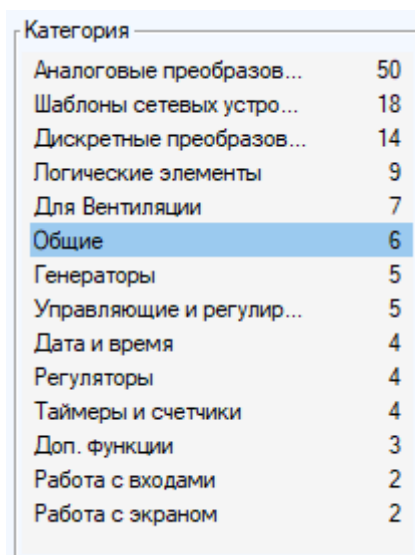 Категория
Аналоговые преобразов... 50
Шаблоны сетевых устро... 18
Дискретные преобразов... 14
Логические элементы 9
Для Вентиляции 7
Общие 6
Генераторы 5
Управляющие и регулир... 5
Дата и время 4
Регуляторы 4
Таймеры и счетчики 4
Доп. функции 3
Работа с входами 2
Работа с экраном 2